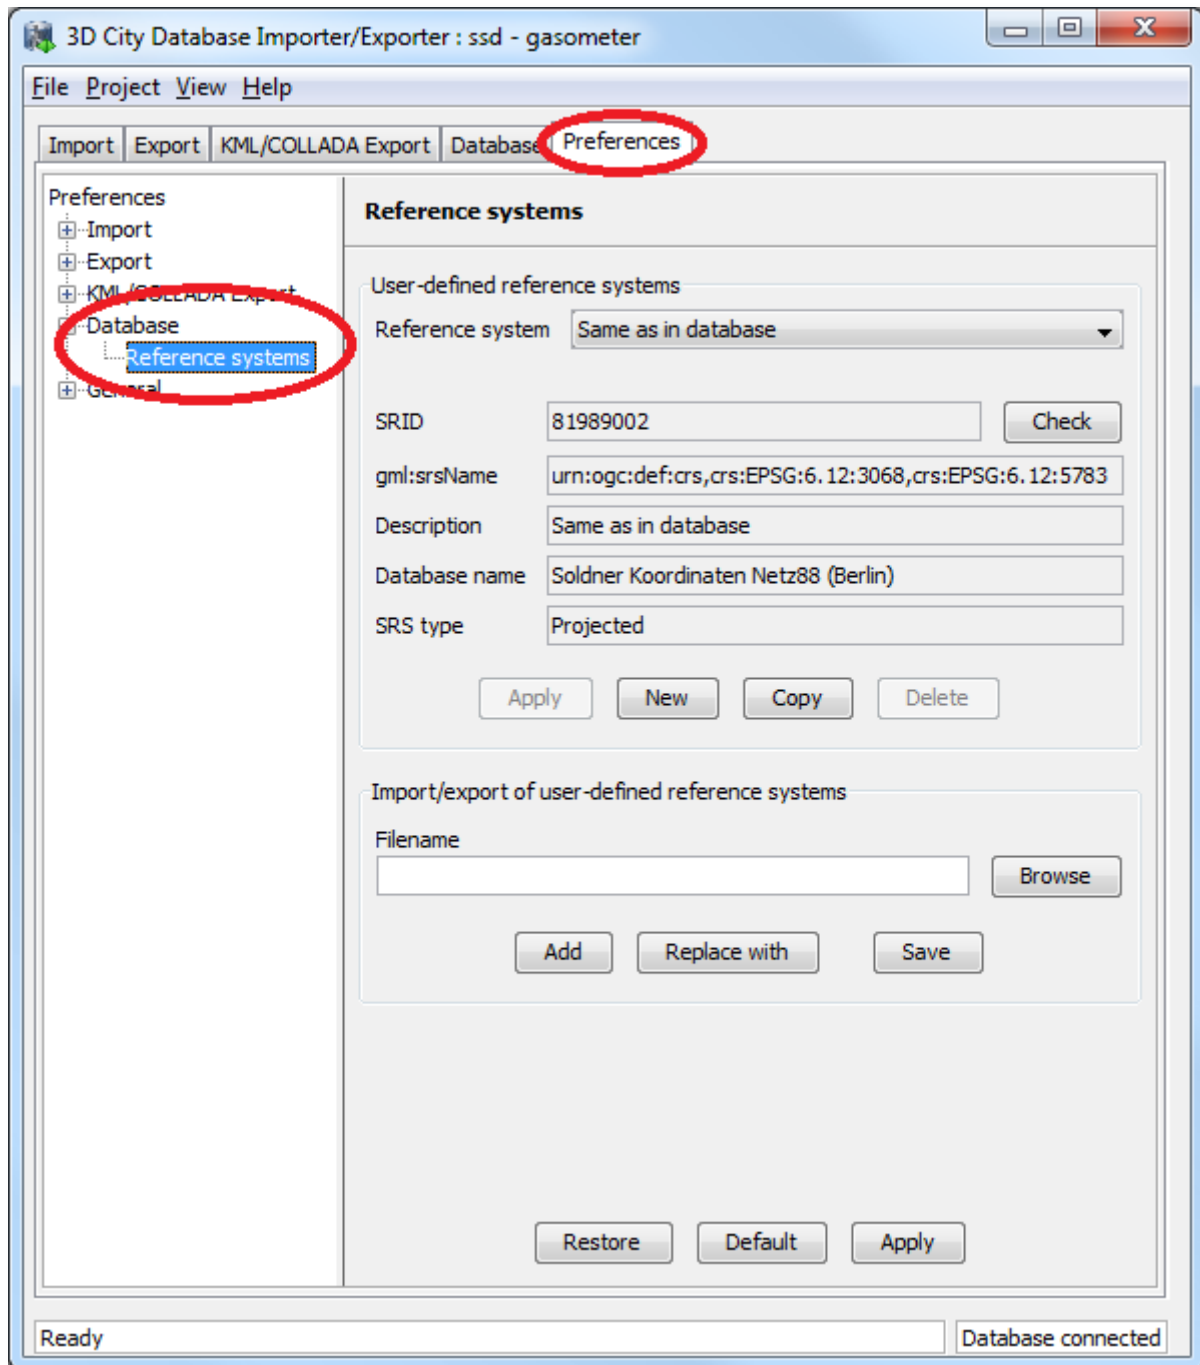 3D City Database Importer/Exporter : ssd - gasometer
File Project View Help
Import Export KML/COLLADA Export Database Preferences
Preferences
Import
Export
KML/COLLADA Export
Database
Reference systems
General
Reference systems
User-defined reference systems
Reference system Same as in database
SRID 81989002 Check
gml:srsName urn:ogc:def:crs,crs:EPSG:6.12:3068,crs:EPSG:6.12:5783
Description Same as in database
Database name Soldner Koordinaten Netz88 (Berlin)
SRS type Projected
Apply New Copy Delete
Import/export of user-defined reference systems
Filename
Browse
Add Replace with Save
Restore Default Apply
Ready Database connected